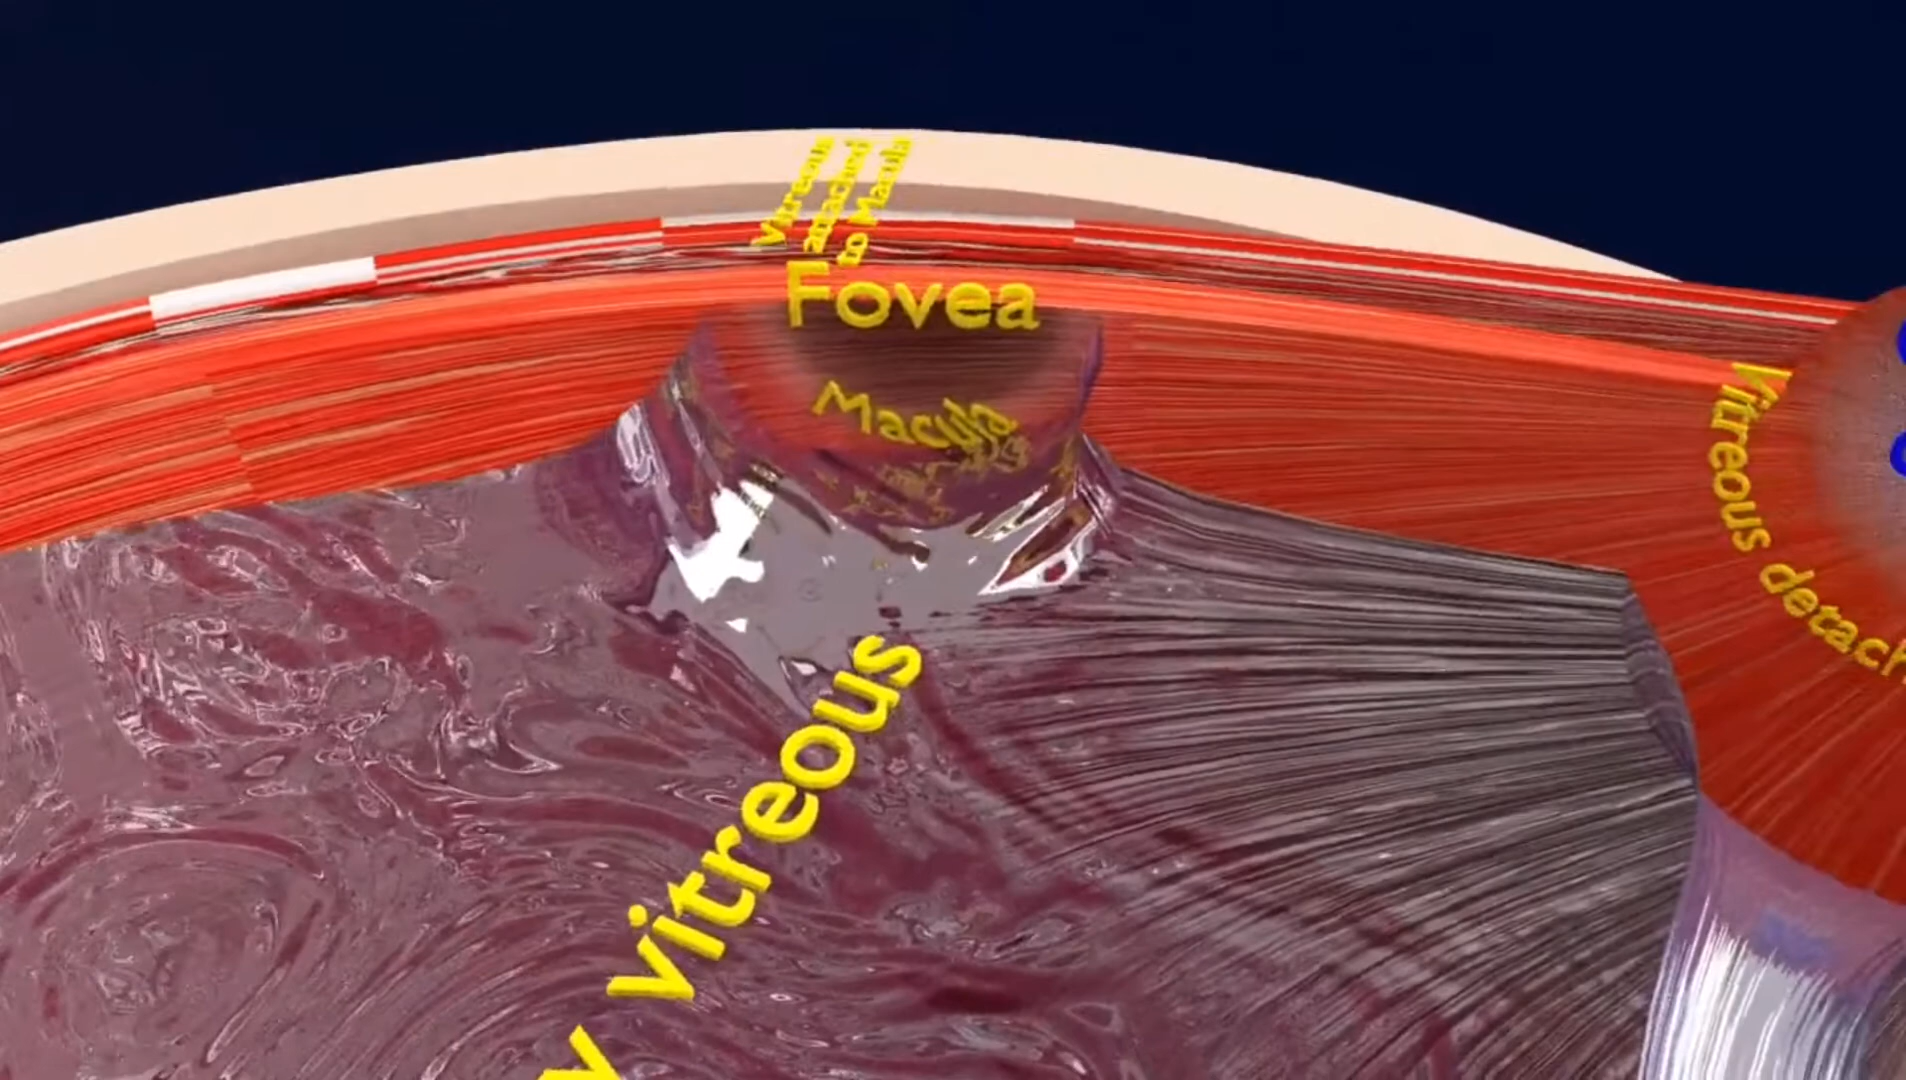 Vitreous
attached
to Macula
Fovea
Macula
Vitreous detach
y vitreous